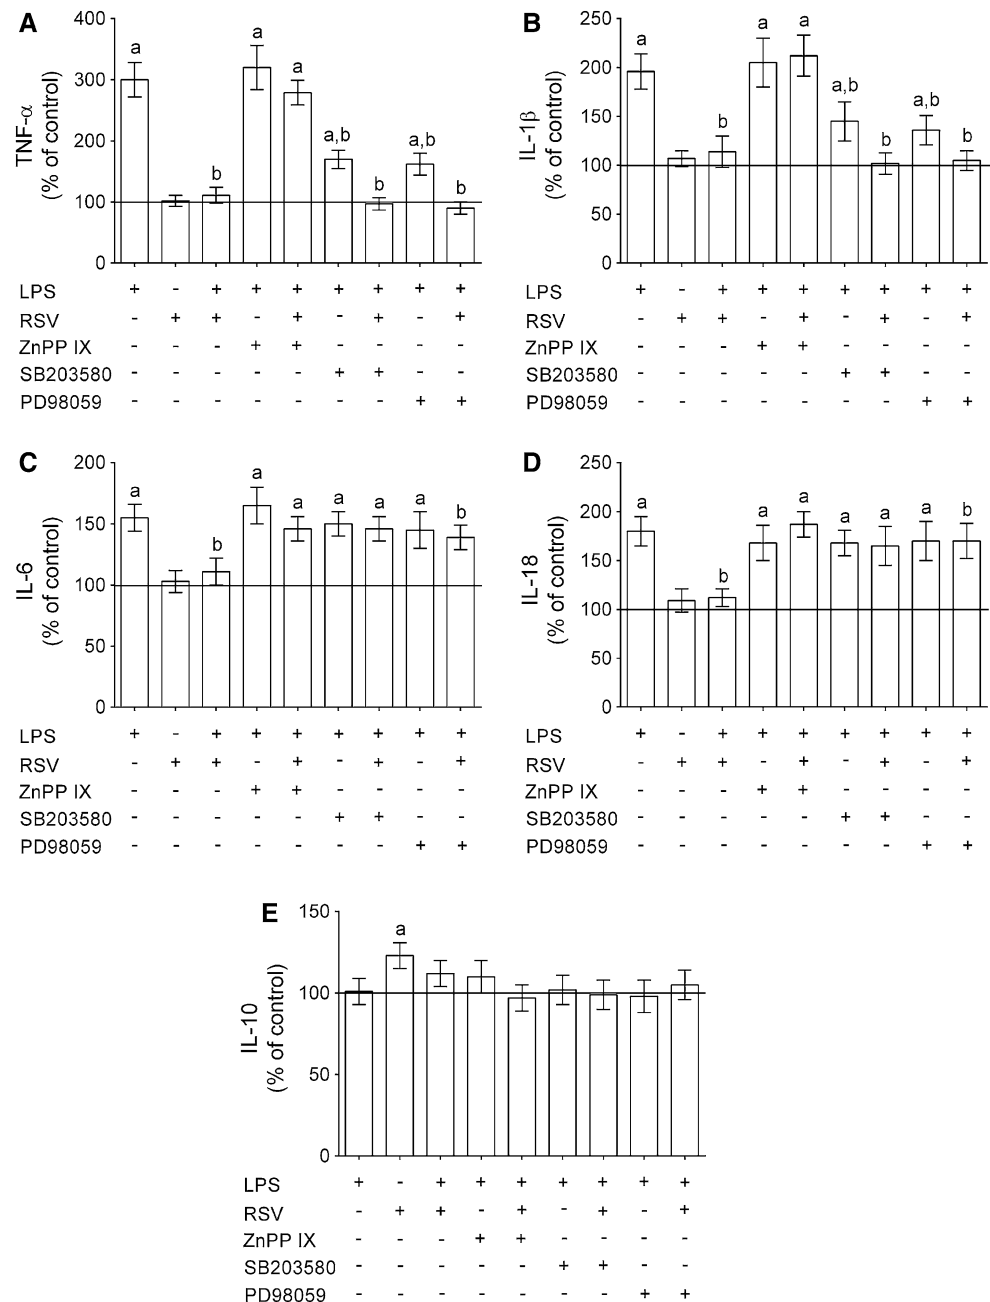 A
TNF-α
(% of control)
400
300
200
100
0
a
b
a
a
a,b
b
a,b
b
LPS + - + + + + + + +
RSV - + + - + - + - +
ZnPP IX - - - + + - - - -
SB203580 - - - - - + + - -
PD98059 - - - - - - - + +
B
IL-1β
(% of control)
250
200
150
100
50
0
a
b
a
a
a,b
b
a,b
b
LPS + - + + + + + + +
RSV - + + - + - + - +
ZnPP IX - - - + + - - - -
SB203580 - - - - - + + - -
PD98059 - - - - - - - + +
C
IL-6
(% of control)
200
150
100
50
0
a
b
a
a
a
a
a
b
LPS + - + + + + + + +
RSV - + + - + - + - +
ZnPP IX - - - + + - - - -
SB203580 - - - - - + + - -
PD98059 - - - - - - - + +
D
IL-18
(% of control)
250
200
150
100
50
0
a
b
a
a
a
a
a
b
LPS + - + + + + + + +
RSV - + + - + - + - +
ZnPP IX - - - + + - - - -
SB203580 - - - - - + + - -
PD98059 - - - - - - - + +
E
IL-10
(% of control)
150
100
50
0
a
LPS + - + + + + + + +
RSV - + + - + - + - +
ZnPP IX - - - + + - - - -
SB203580 - - - - - + + - -
PD98059 - - - - - - - + +